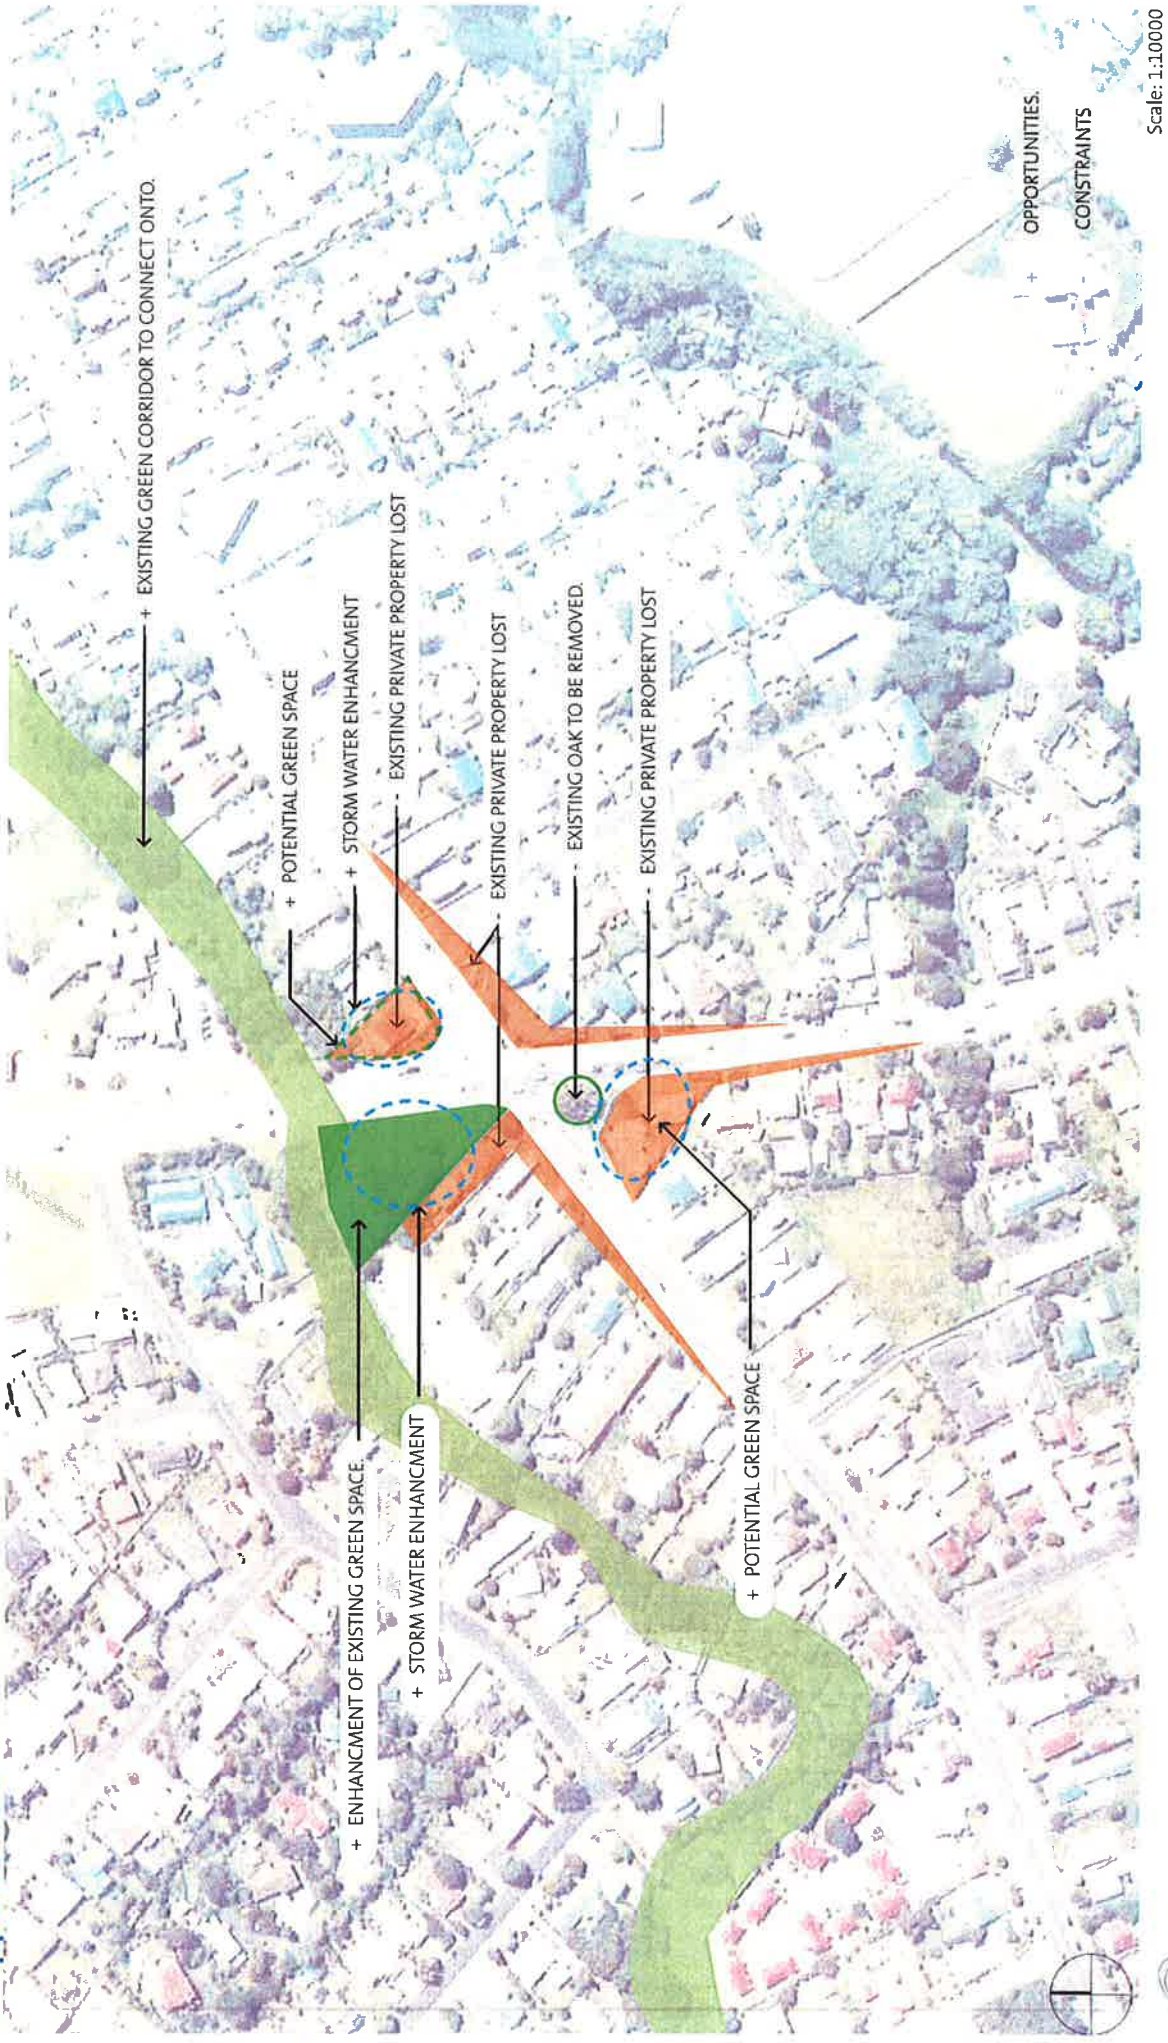 + EXISTING GREEN CORRIDOR TO CONNECT ONTO.
+ POTENTIAL GREEN SPACE
+ STORM WATER ENHANCMENT
- EXISTING PRIVATE PROPERTY LOST
- EXISTING PRIVATE PROPERTY LOST
- EXISTING OAK TO BE REMOVED.
- EXISTING PRIVATE PROPERTY LOST
+ ENHANCMENT OF EXISTING GREEN SPACE.
+ STORM WATER ENHANCMENT
+ POTENTIAL GREEN SPACE
+ OPPORTUNITIES.
CONSTRAINTS
Scale: 1:10000